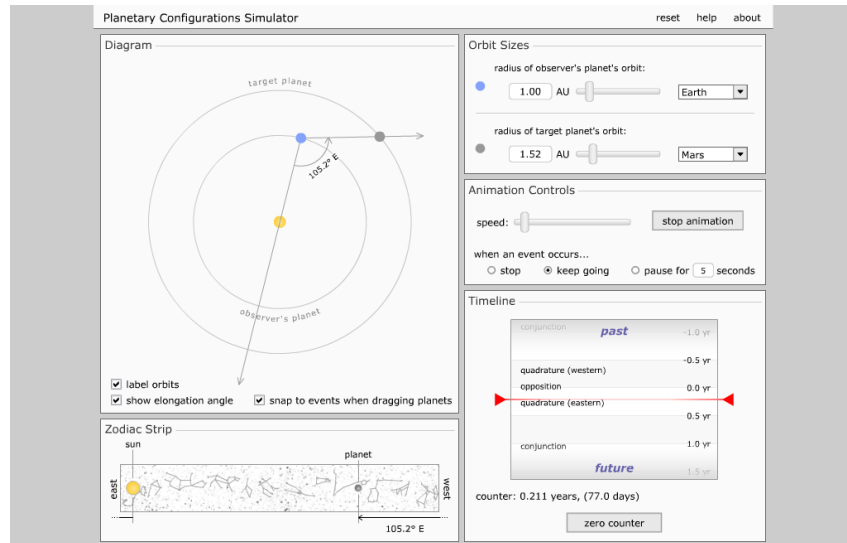 Planetary Configurations Simulator
reset help about
Diagram
target planet
105.2° E
observer's planet
label orbits
show elongation angle
snap to events when dragging planets
Zodiac Strip
sun
planet
east
west
105.2° E
Orbit Sizes
radius of observer's planet's orbit:
1.00 AU Earth
radius of target planet's orbit:
1.52 AU Mars
Animation Controls
speed: stop animation
when an event occurs...
stop keep going pause for 5 seconds
Timeline
conjunction past -1.0 yr
-0.5 yr
quadrature (western)
opposition 0.0 yr
quadrature (eastern)
0.5 yr
conjunction 1.0 yr
future 1.5 yr
counter: 0.211 years, (77.0 days)
zero counter